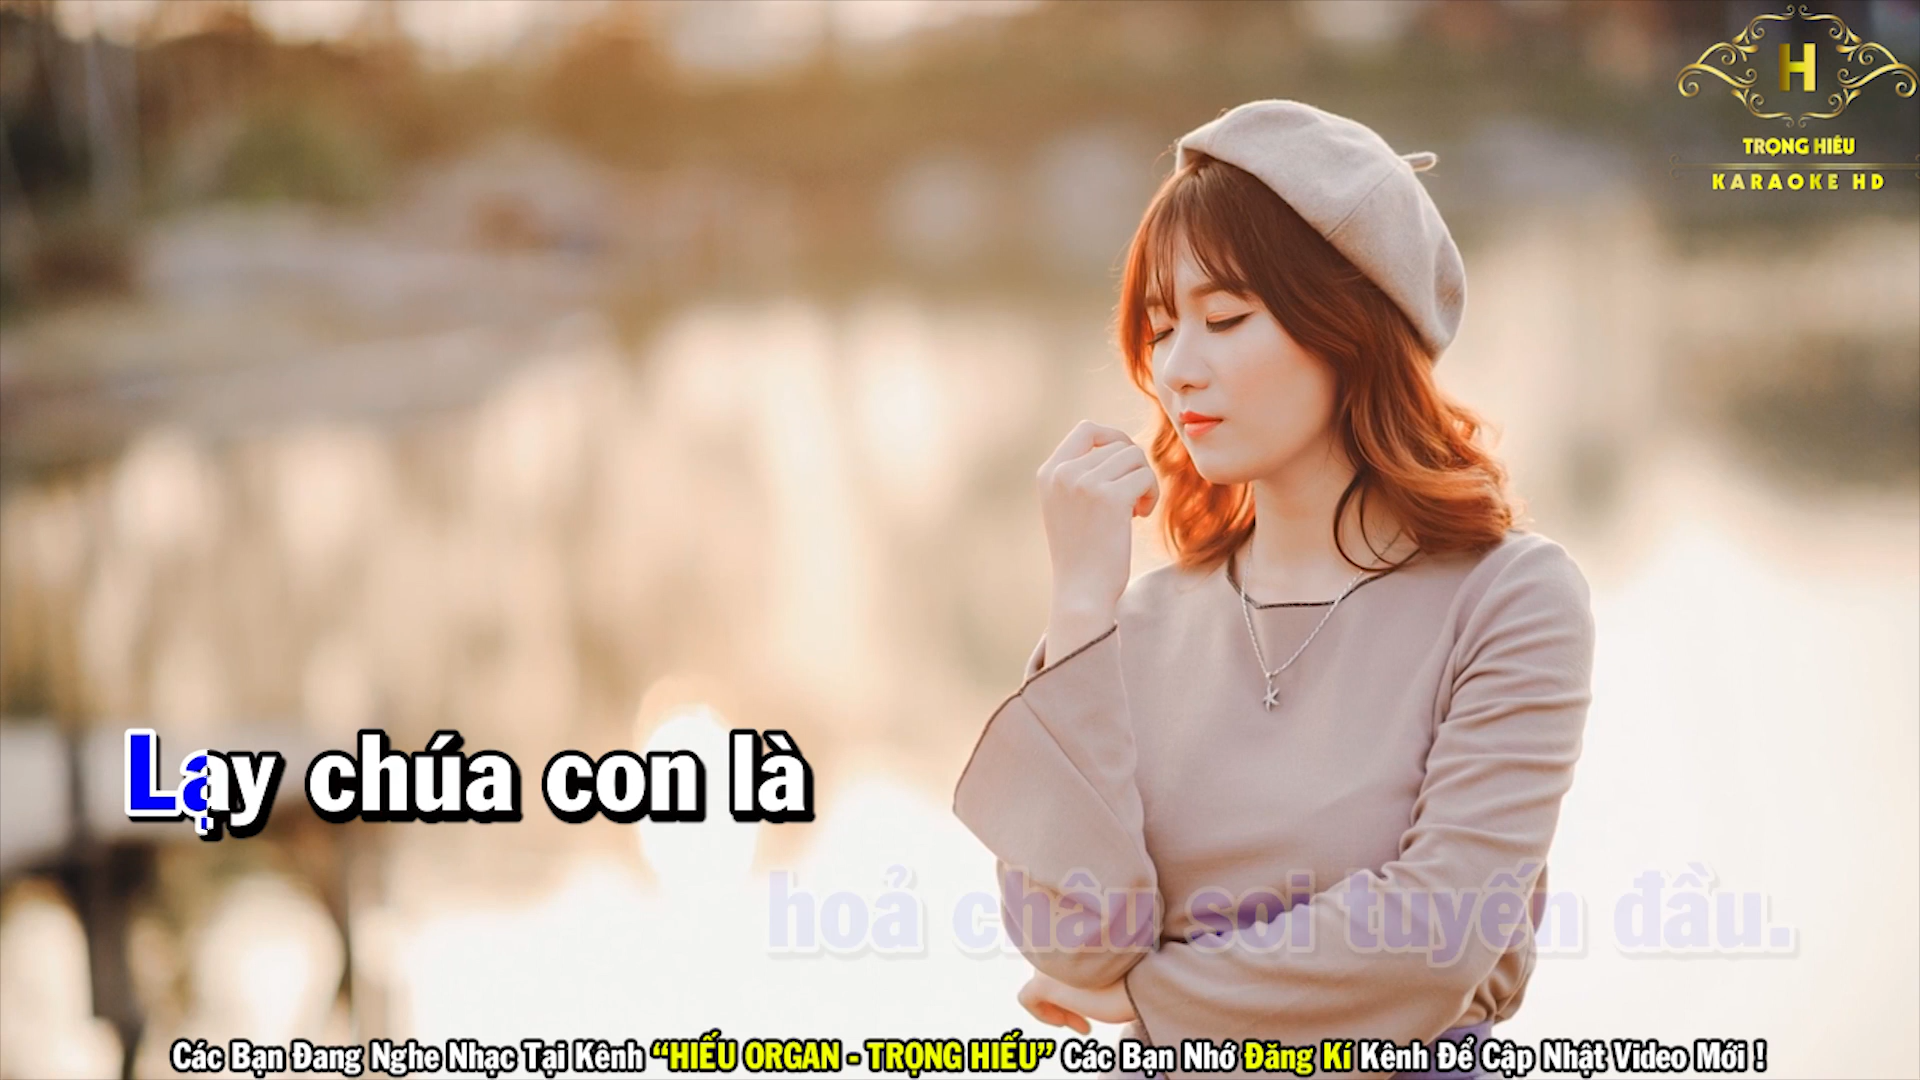 H
TRỌNG HIẾU
KARAOKE HD
Lạy chúa con là
hoả châu soi tuyến đầu.
Các Bạn Đang Nghe Nhạc Tại Kênh “HIẾU ORGAN - TRỌNG HIẾU” Các Bạn Nhớ Đăng Kí Kênh Để Cập Nhật Video Mới !